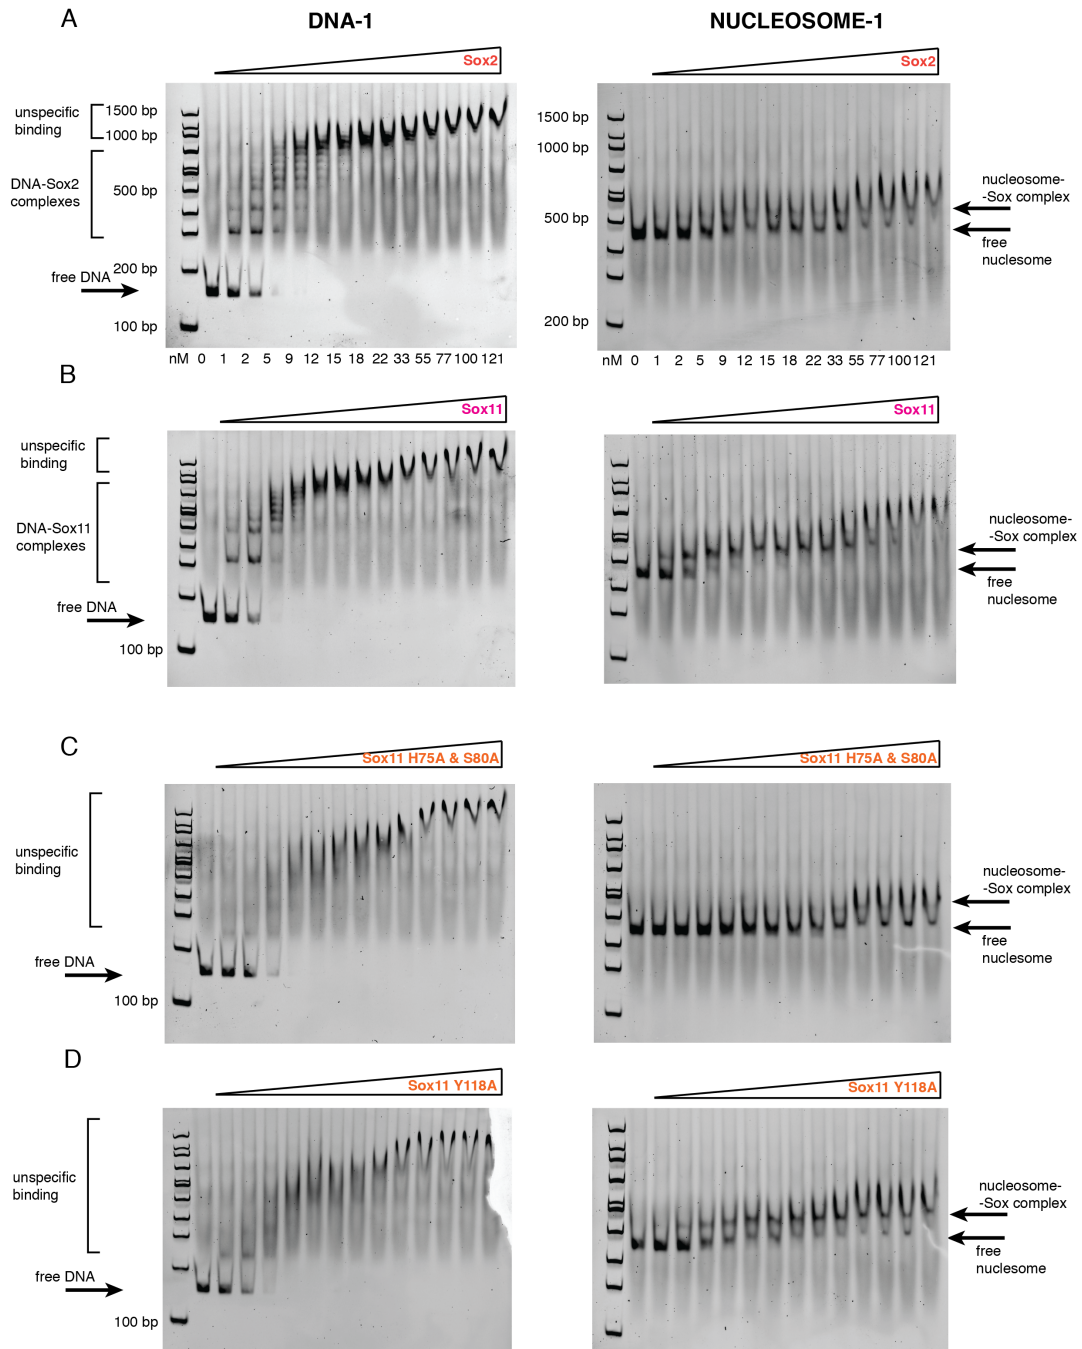 A
DNA-1
NUCLEOSOME-1
Sox2
Sox2
unspecific
binding
1500 bp
1000 bp
DNA-Sox2
complexes
500 bp
free DNA
200 bp
100 bp
1500 bp
1000 bp
500 bp
200 bp
nucleosome-
-Sox complex
free
nuclesome
nM 0 1 2 5 9 12 15 18 22 33 55 77 100 121
nM 0 1 2 5 9 12 15 18 22 33 55 77 100 121
B
Sox11
Sox11
unspecific
binding
DNA-Sox11
complexes
free DNA
100 bp
nucleosome-
-Sox complex
free
nuclesome
C
Sox11 H75A & S80A
Sox11 H75A & S80A
unspecific
binding
free DNA
100 bp
nucleosome-
-Sox complex
free
nuclesome
D
Sox11 Y118A
Sox11 Y118A
unspecific
binding
free DNA
100 bp
nucleosome-
-Sox complex
free
nuclesome